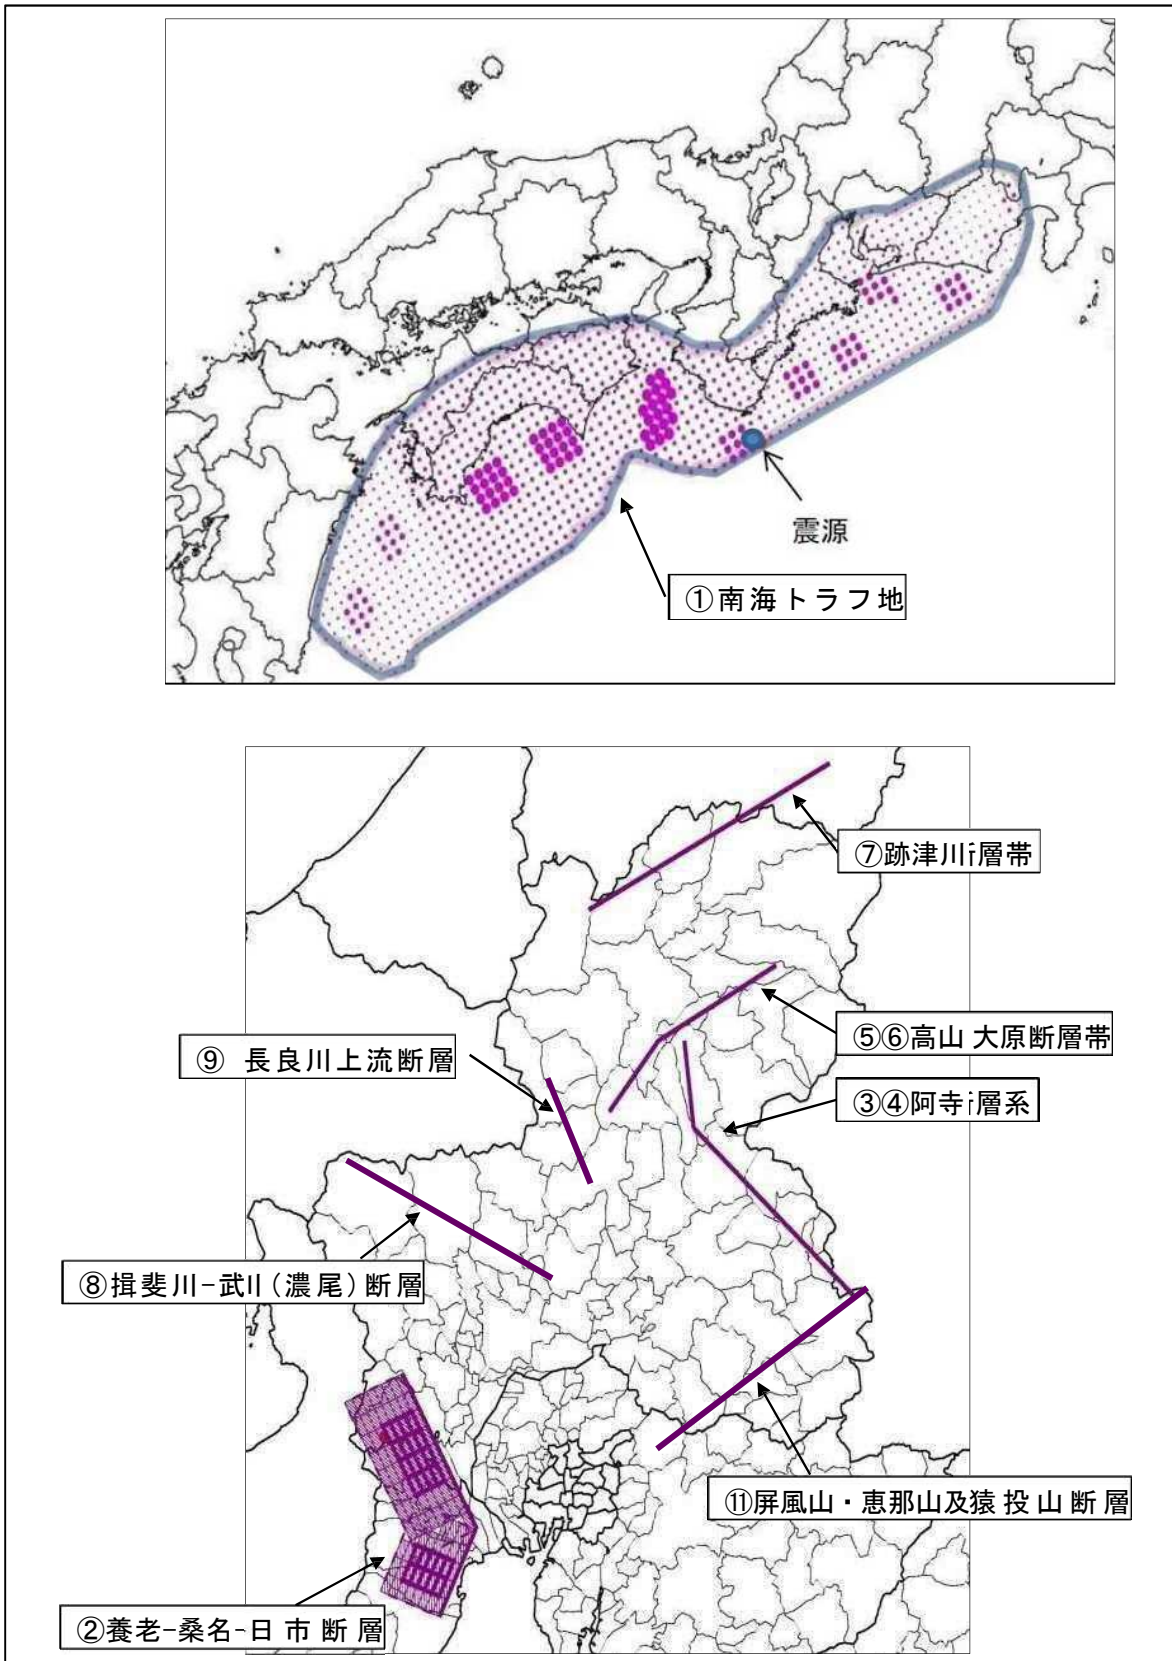 震源
①南海トラフ地
⑦跡津川断層帯
⑤⑥高山 大原断層帯
⑨ 長良川上流断層
③④阿寺断層系
⑧揖斐川-武川(濃尾)断層
⑪屏風山・恵那山及猿投山断層
②養老-桑名-日市断層